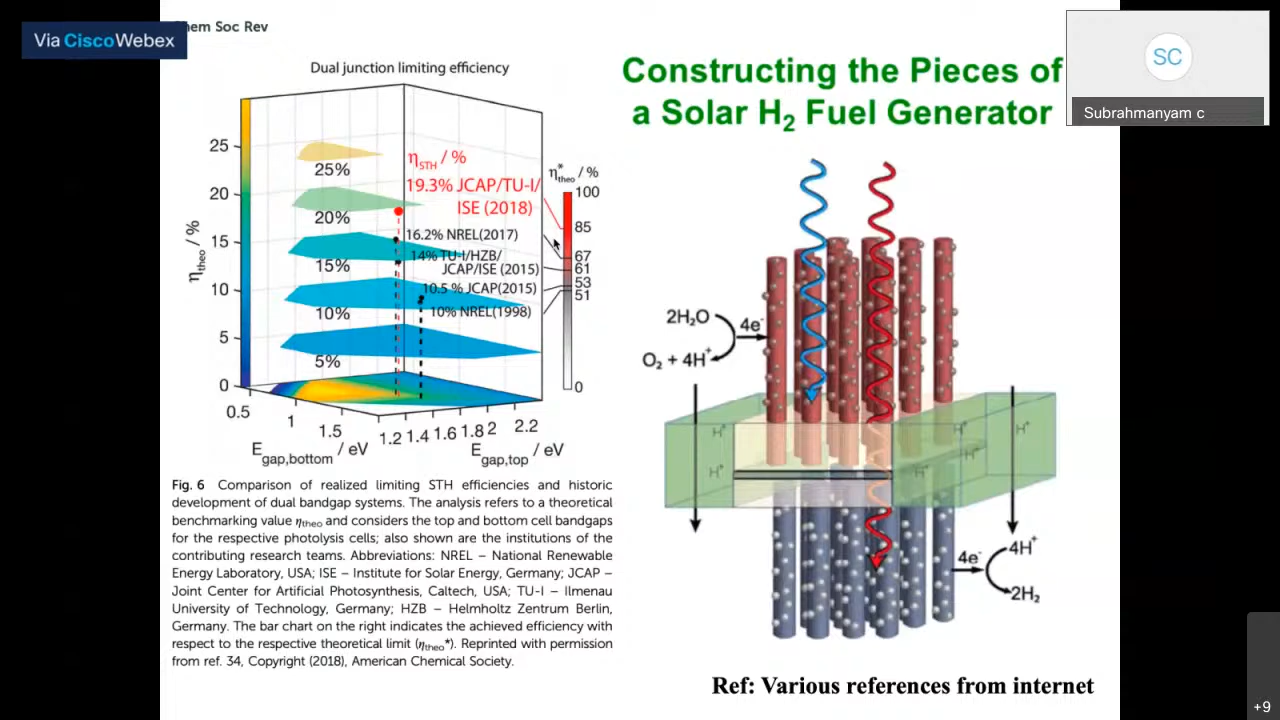 Via CiscoWebex
Chem Soc Rev
Dual junction limiting efficiency
ηtheo / %
25
20
15
10
5
0
25%
20%
15%
10%
5%
ηSTH / %
19.3% JCAP/TU-I/
ISE (2018)
16.2% NREL(2017)
14% TU-I/HZB/
JCAP/ISE (2015)
10.5 % JCAP(2015)
10% NREL(1998)
η*theo / %
100
85
67
61
53
51
0
0.5
1
1.5
1.2 1.4 1.6 1.8 2 2.2
Egap,bottom / eV
Egap,top / eV
Fig. 6 Comparison of realized limiting STH efficiencies and historic
development of dual bandgap systems. The analysis refers to a theoretical
benchmarking value ηtheo and considers the top and bottom cell bandgaps
for the respective photolysis cells; also shown are the institutions of the
contributing research teams. Abbreviations: NREL – National Renewable
Energy Laboratory, USA; ISE – Institute for Solar Energy, Germany; JCAP –
Joint Center for Artificial Photosynthesis, Caltech, USA; TU-I – Ilmenau
University of Technology, Germany; HZB – Helmholtz Zentrum Berlin,
Germany. The bar chart on the right indicates the achieved efficiency with
respect to the respective theoretical limit (ηtheo*). Reprinted with permission
from ref. 34, Copyright (2018), American Chemical Society.
Constructing the Pieces of
a Solar H₂ Fuel Generator
2H₂O
4e⁻
O₂ + 4H⁺
H⁺
H⁺
H⁺
H⁺
H⁺
4e⁻
4H⁺
2H₂
Ref: Various references from internet
SC
Subrahmanyam c
+9